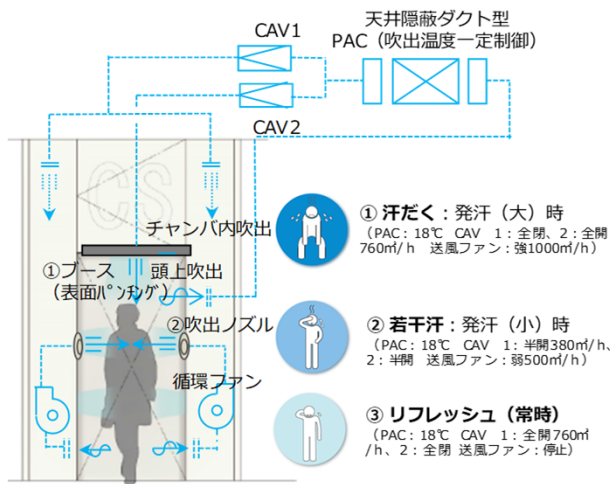 天井隠蔽ダクト型
PAC（吹出温度一定制御）
CAV1
CAV2
CS
チャンバ内吹出
①ブース 頭上吹出
（表面パンチング）
②吹出ノズル
循環ファン
① 汗だく：発汗（大）時
（PAC：18℃ CAV 1：全閉、2：全開
760㎥/ｈ 送風ファン：強1000㎥/ｈ）
② 若干汗：発汗（小）時
（PAC：18℃ CAV 1：半開380㎥/ｈ、
2：半開 送風ファン：弱500㎥/ｈ）
③ リフレッシュ（常時）
（PAC：18℃ CAV 1：全開760㎥
/ｈ、2：全閉 送風ファン：停止）